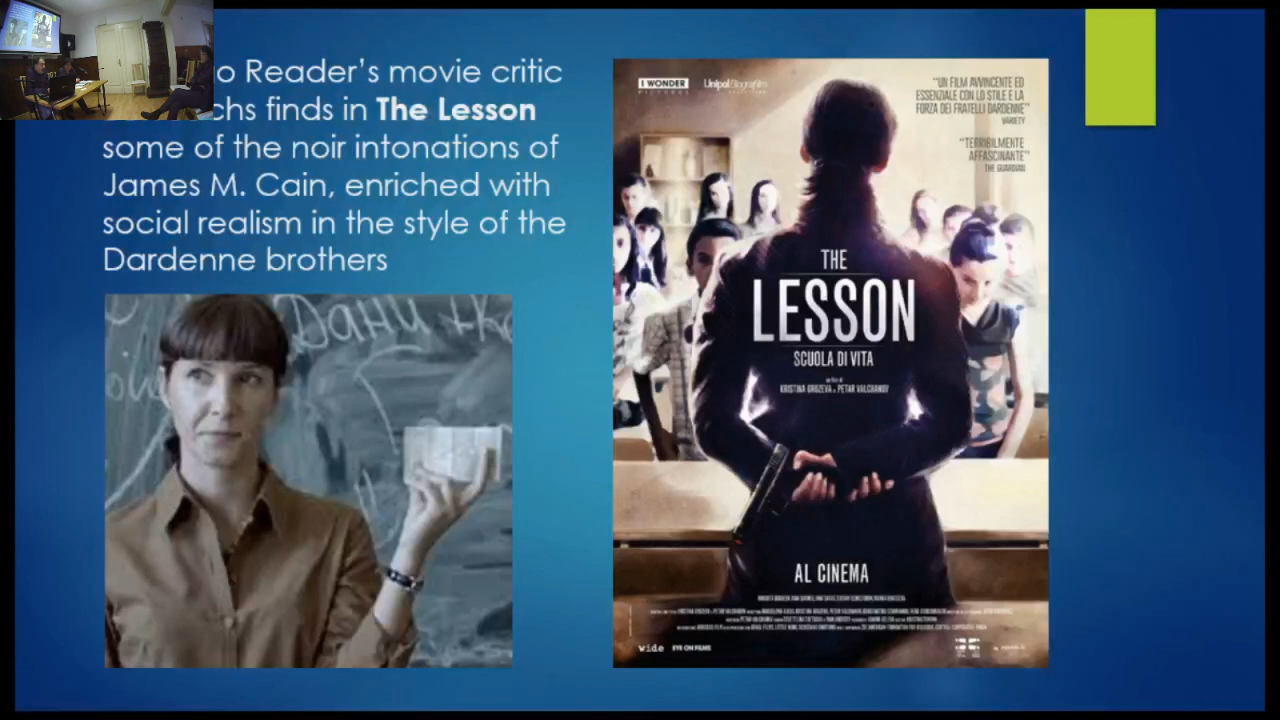 o Reader's movie critic
chs finds in The Lesson
some of the noir intonations of
James M. Cain, enriched with
social realism in the style of the
Dardenne brothers
Дани
I WONDER
PICTURES
Unipol Biografilm
"UN FILM AVVINCENTE ED
ESSENZIALE CON LO STILE E LA
FORZA DEI FRATELLI DARDENNE"
VARIETY
"TERRIBILMENTE
AFFASCINANTE"
THE GUARDIAN
THE
LESSON
SCUOLA DI VITA
un film di
KRISTINA GROZEVA e PETAR VALCHANOV
AL CINEMA
wide EYE ON FILMS